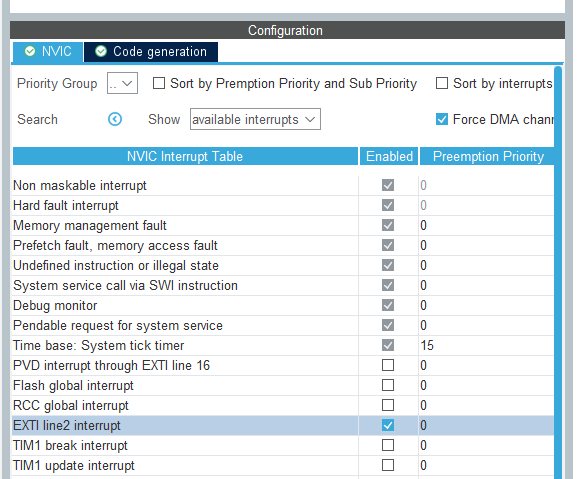 Configuration
NVIC Code generation
Priority Group .. Sort by Premption Priority and Sub Priority Sort by interrupts
Search Show available interrupts Force DMA chann
NVIC Interrupt Table Enabled Preemption Priority
Non maskable interrupt 0
Hard fault interrupt 0
Memory management fault 0
Prefetch fault, memory access fault 0
Undefined instruction or illegal state 0
System service call via SWI instruction 0
Debug monitor 0
Pendable request for system service 0
Time base: System tick timer 15
PVD interrupt through EXTI line 16 0
Flash global interrupt 0
RCC global interrupt 0
EXTI line2 interrupt 0
TIM1 break interrupt 0
TIM1 update interrupt 0